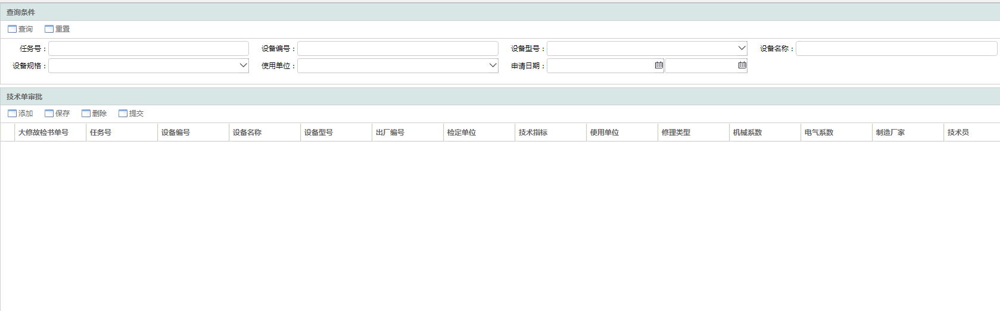 查询条件
查询 重置
任务号： 设备编号： 设备型号： 设备名称：
设备规格： 使用单位： 申请日期：
技术单审批
添加 保存 删除 提交
大修故检书单号 任务号 设备编号 设备名称 设备型号 出厂编号 检定单位 技术指标 使用单位 修理类型 机械系数 电气系数 制造厂家 技术员